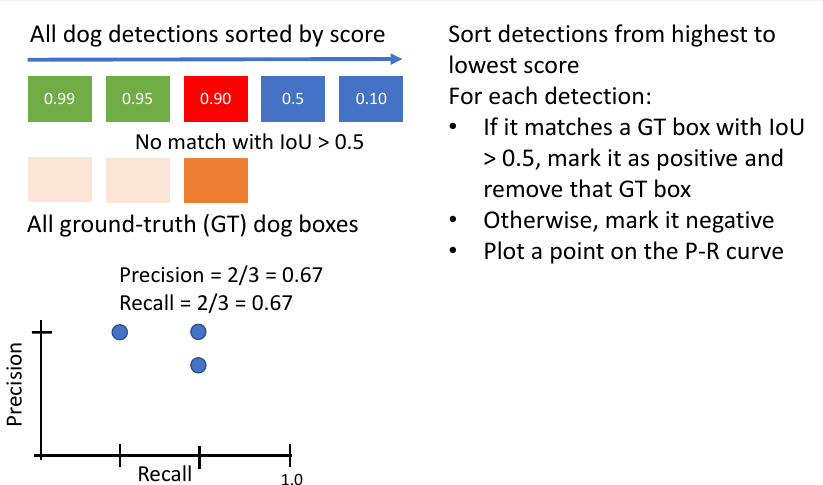 All dog detections sorted by score
0.99 0.95 0.90 0.5 0.10
No match with IoU > 0.5
All ground-truth (GT) dog boxes
Precision = 2/3 = 0.67
Recall = 2/3 = 0.67
Precision
Recall
1.0
Sort detections from highest to
lowest score
For each detection:
• If it matches a GT box with IoU
> 0.5, mark it as positive and
remove that GT box
• Otherwise, mark it negative
• Plot a point on the P-R curve